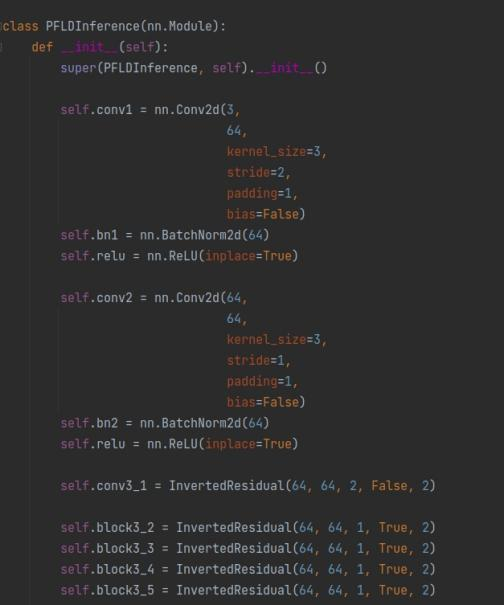 class PFLDInference(nn.Module):
    def __init__(self):
        super(PFLDInference, self).__init__()

        self.conv1 = nn.Conv2d(3,
                               64,
                               kernel_size=3,
                               stride=2,
                               padding=1,
                               bias=False)
        self.bn1 = nn.BatchNorm2d(64)
        self.relu = nn.ReLU(inplace=True)

        self.conv2 = nn.Conv2d(64,
                               64,
                               kernel_size=3,
                               stride=1,
                               padding=1,
                               bias=False)
        self.bn2 = nn.BatchNorm2d(64)
        self.relu = nn.ReLU(inplace=True)

        self.conv3_1 = InvertedResidual(64, 64, 2, False, 2)

        self.block3_2 = InvertedResidual(64, 64, 1, True, 2)
        self.block3_3 = InvertedResidual(64, 64, 1, True, 2)
        self.block3_4 = InvertedResidual(64, 64, 1, True, 2)
        self.block3_5 = InvertedResidual(64, 64, 1, True, 2)